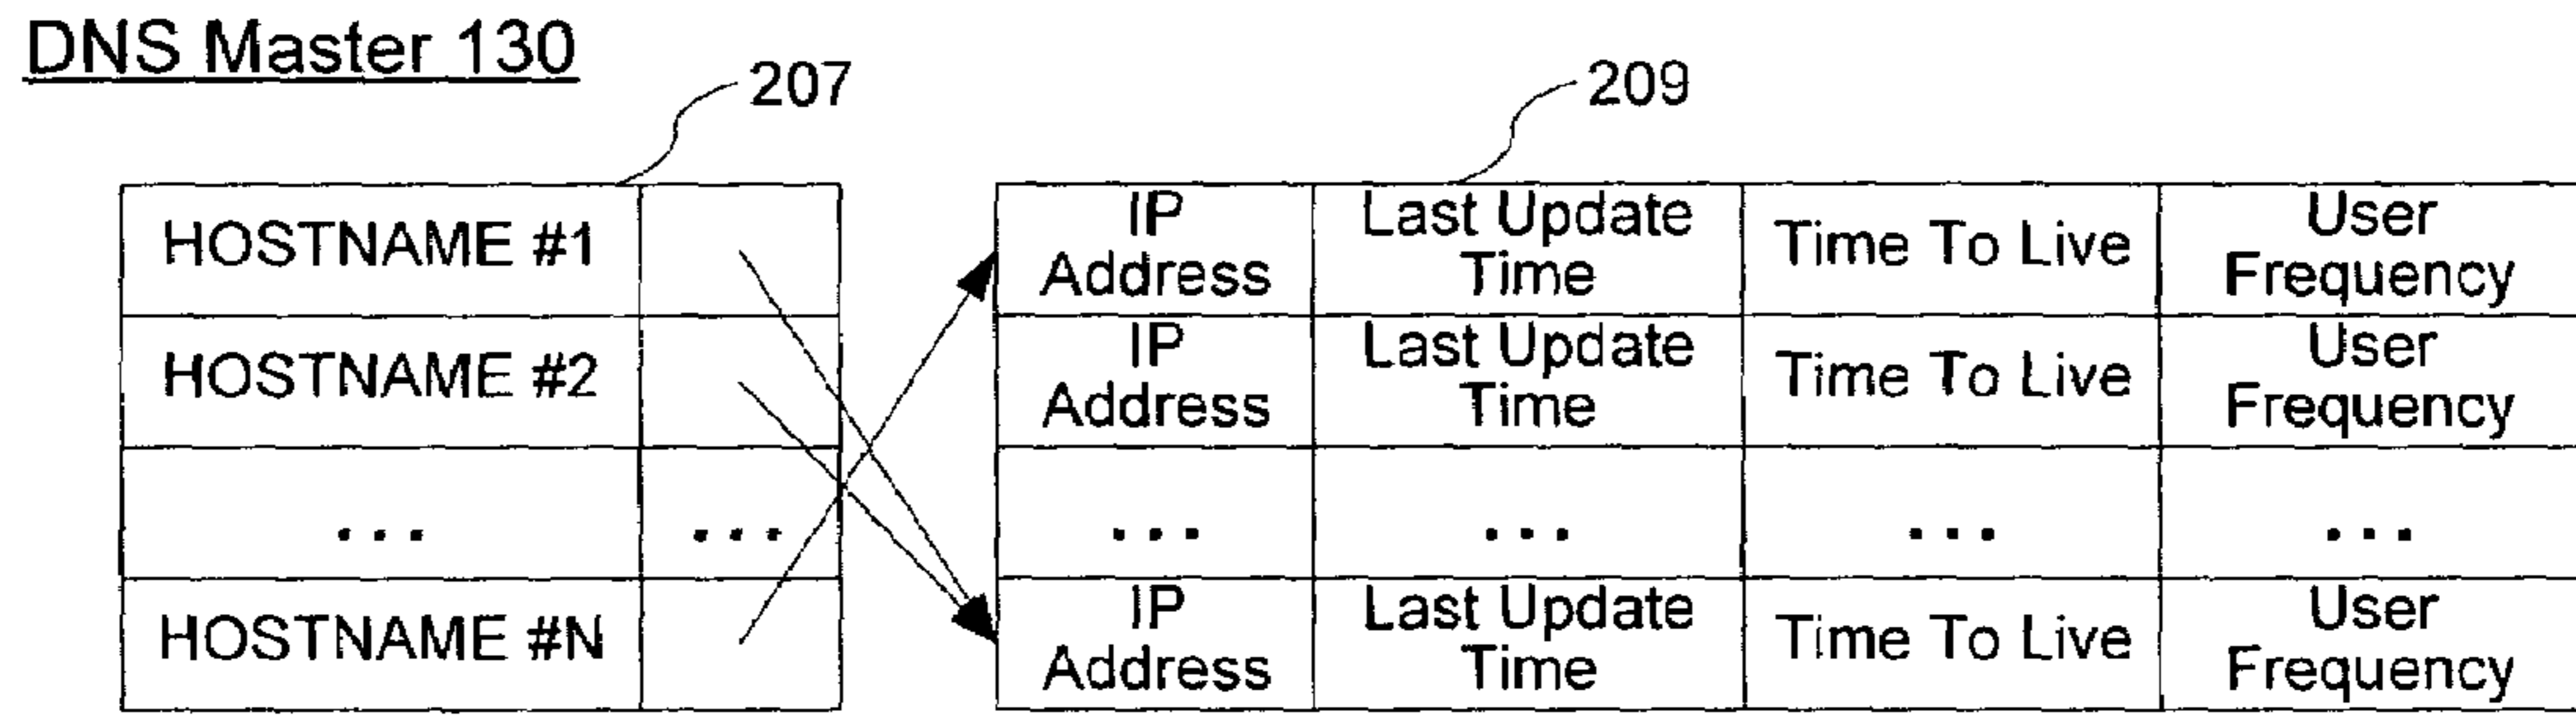 DNS Master 130
207
209
HOSTNAME #1
IP Address
Last Update Time
Time To Live
User Frequency
HOSTNAME #2
IP Address
Last Update Time
Time To Live
User Frequency
... ... ... ... ... ...
HOSTNAME #N
IP Address
Last Update Time
Time To Live
User Frequency